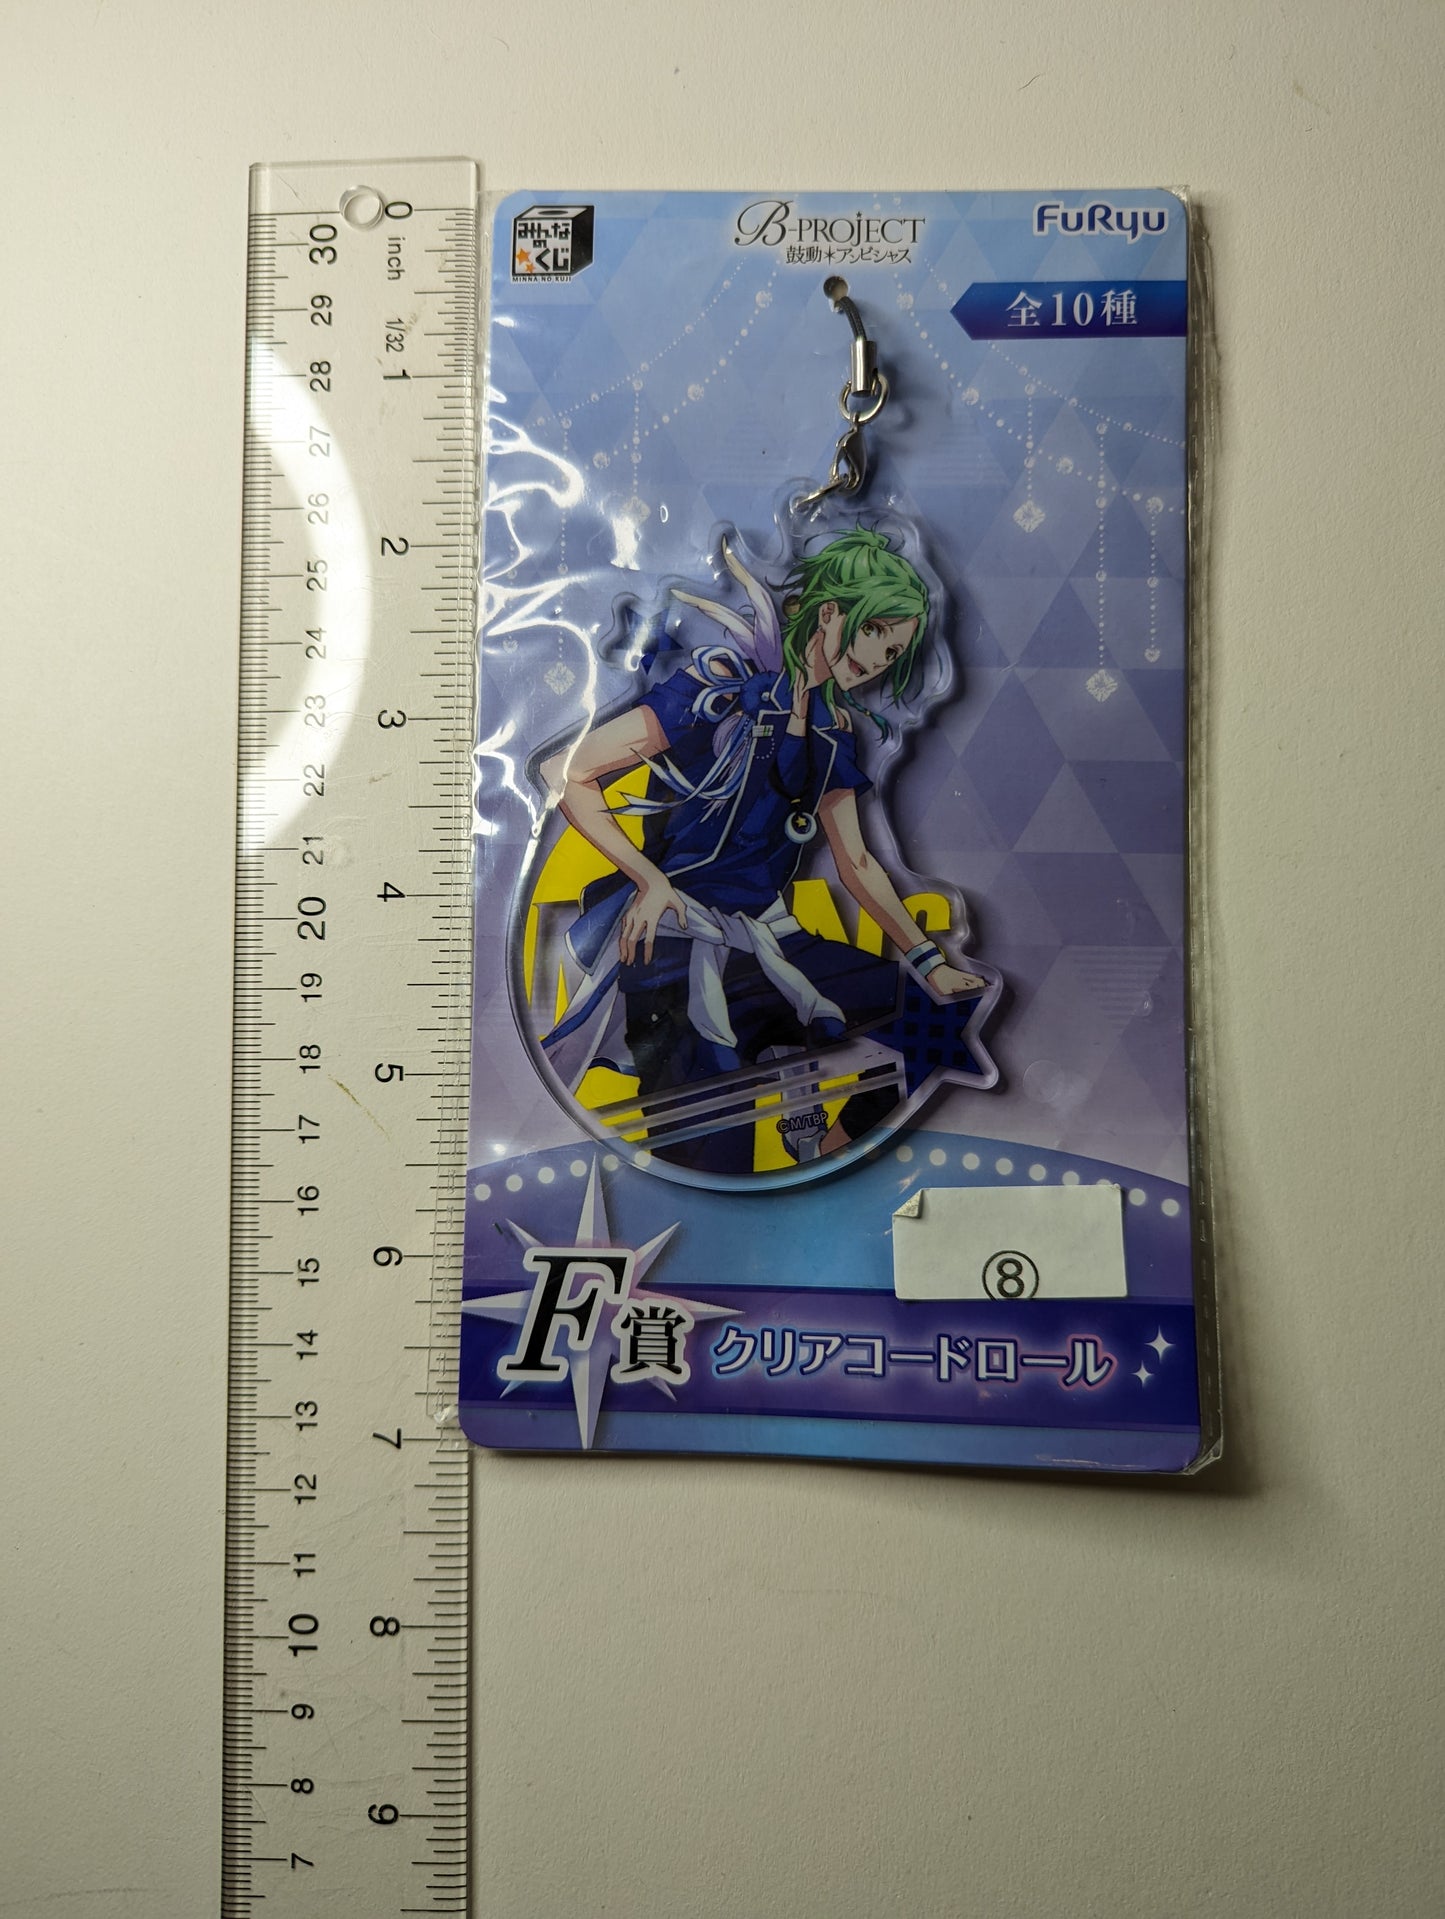 みんなのくじ
MINNA NO KUJI
B-PROJECT
鼓動*アンビシャス
FuRyu
全10種
©M/TBP
⑧
F賞 クリアコードロール
0 inch 1/32 1 2 3 4 5 6 7 8 9
30 29 28 27 26 25 24 23 22 21 20 19 18 17 16 15 14 13 12 11 10 9 8 7